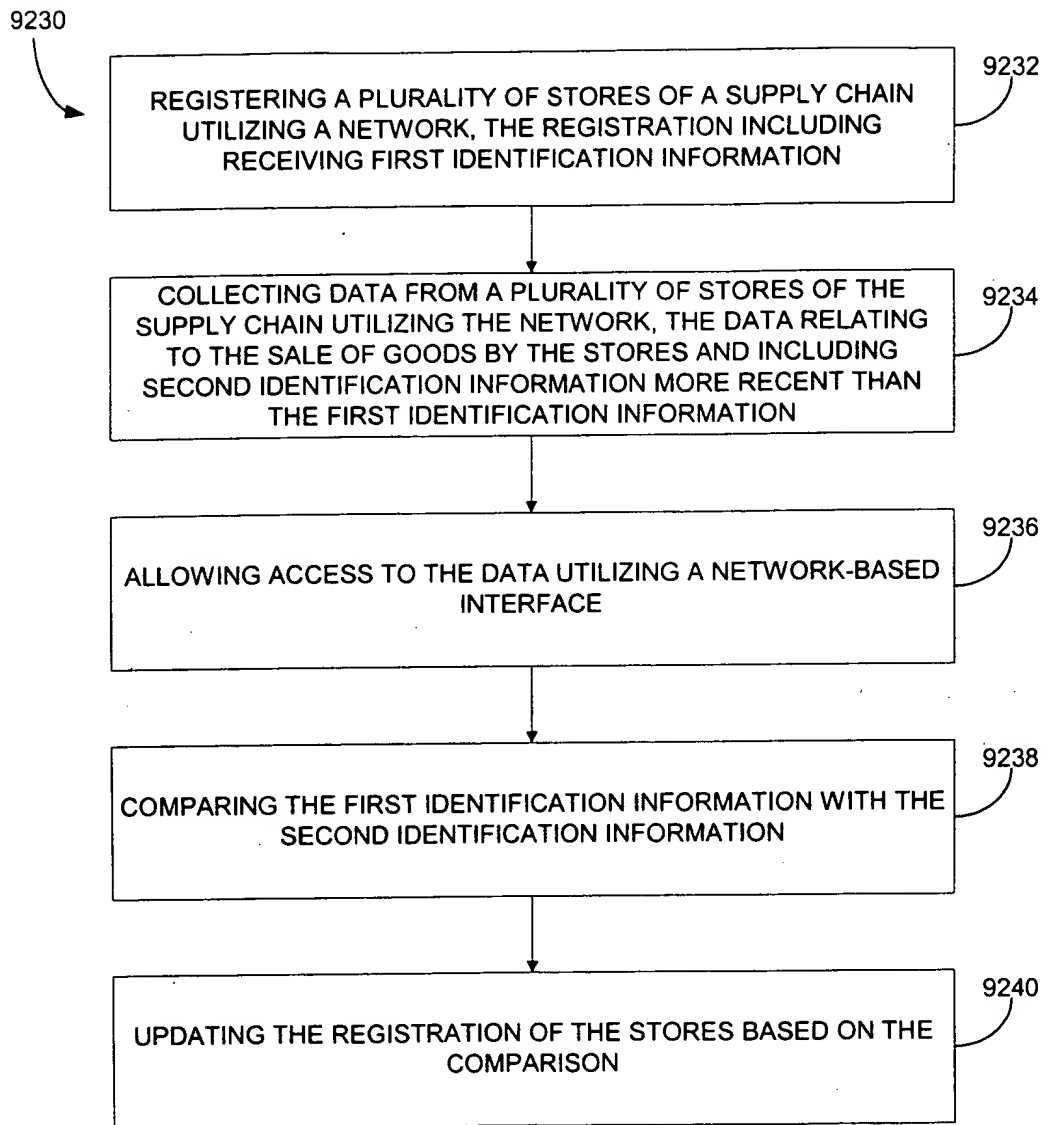 9230
9232
REGISTERING A PLURALITY OF STORES OF A SUPPLY CHAIN
UTILIZING A NETWORK, THE REGISTRATION INCLUDING
RECEIVING FIRST IDENTIFICATION INFORMATION
9234
COLLECTING DATA FROM A PLURALITY OF STORES OF THE
SUPPLY CHAIN UTILIZING THE NETWORK, THE DATA RELATING
TO THE SALE OF GOODS BY THE STORES AND INCLUDING
SECOND IDENTIFICATION INFORMATION MORE RECENT THAN
THE FIRST IDENTIFICATION INFORMATION
9236
ALLOWING ACCESS TO THE DATA UTILIZING A NETWORK-BASED
INTERFACE
9238
COMPARING THE FIRST IDENTIFICATION INFORMATION WITH THE
SECOND IDENTIFICATION INFORMATION
9240
UPDATING THE REGISTRATION OF THE STORES BASED ON THE
COMPARISON